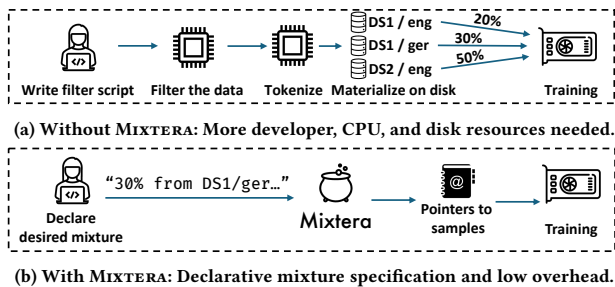 DS1 / eng 20%
DS1 / ger 30%
DS2 / eng 50%
Write filter script Filter the data Tokenize Materialize on disk Training
(a) Without MIXTERA: More developer, CPU, and disk resources needed.
"30% from DS1/ger…"
@
Mixtera
Declare
desired mixture
Pointers to
samples
Training
(b) With MIXTERA: Declarative mixture specification and low overhead.